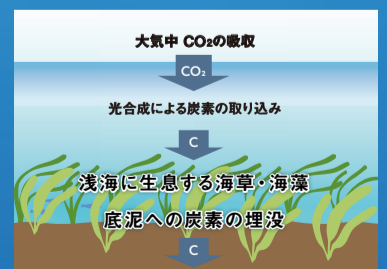 大気中 CO₂の吸収
CO₂
光合成による炭素の取り込み
C
浅海に生息する海草・海藻
底泥への炭素の埋没
C